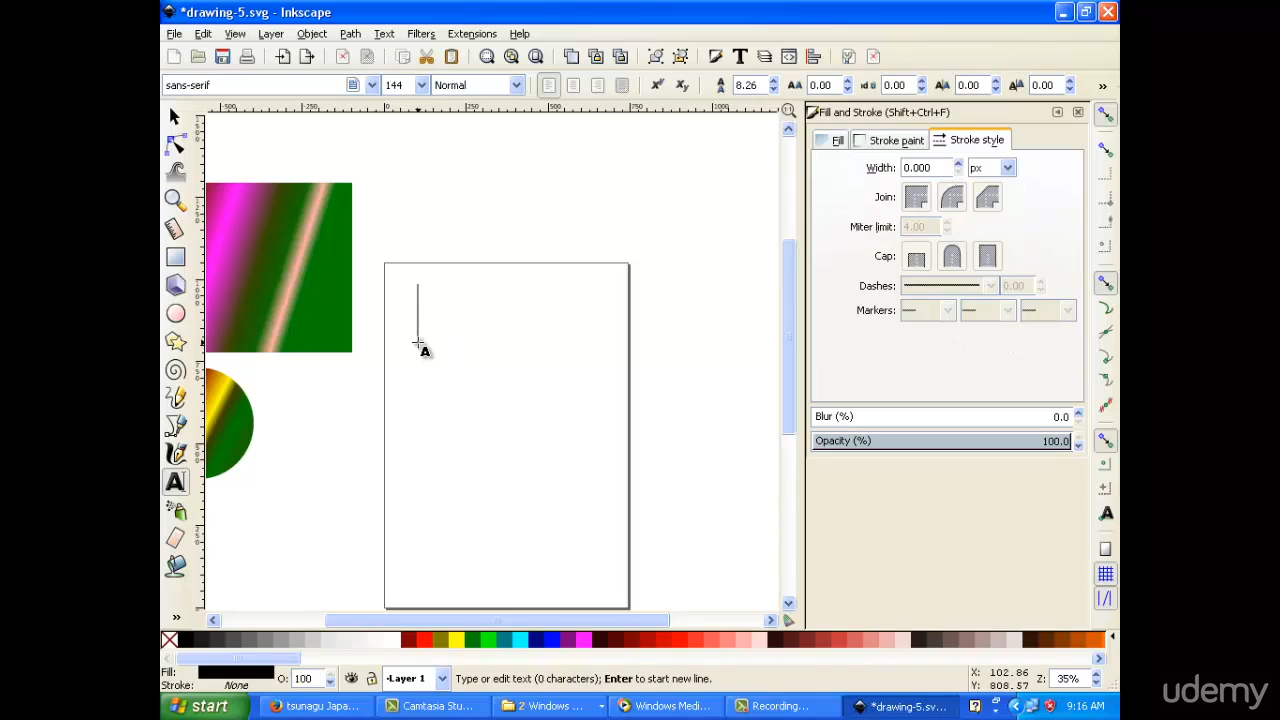 *drawing-5.svg - Inkscape
File Edit View Layer Object Path Text Filters Extensions Help
sans-serif 144 Normal 8.26 0.00 0.00 0.00 0.00
Fill and Stroke (Shift+Ctrl+F)
Fill Stroke paint Stroke style
Width: 0.000 px
Join:
Miter limit: 4.00
Cap:
Dashes: 0.00
Markers:
Blur (%) 0.0
Opacity (%) 100.0
Fill:
Stroke: None
O: 100
Layer 1
Type or edit text (0 characters); Enter to start new line.
X: 102.86
Y: 808.57
Z: 35%
start tsunagu Japa... Camtasia Stu... 2 Windows ... Windows Medi... Recording... *drawing-5.sv... 9:16 AM
udemy